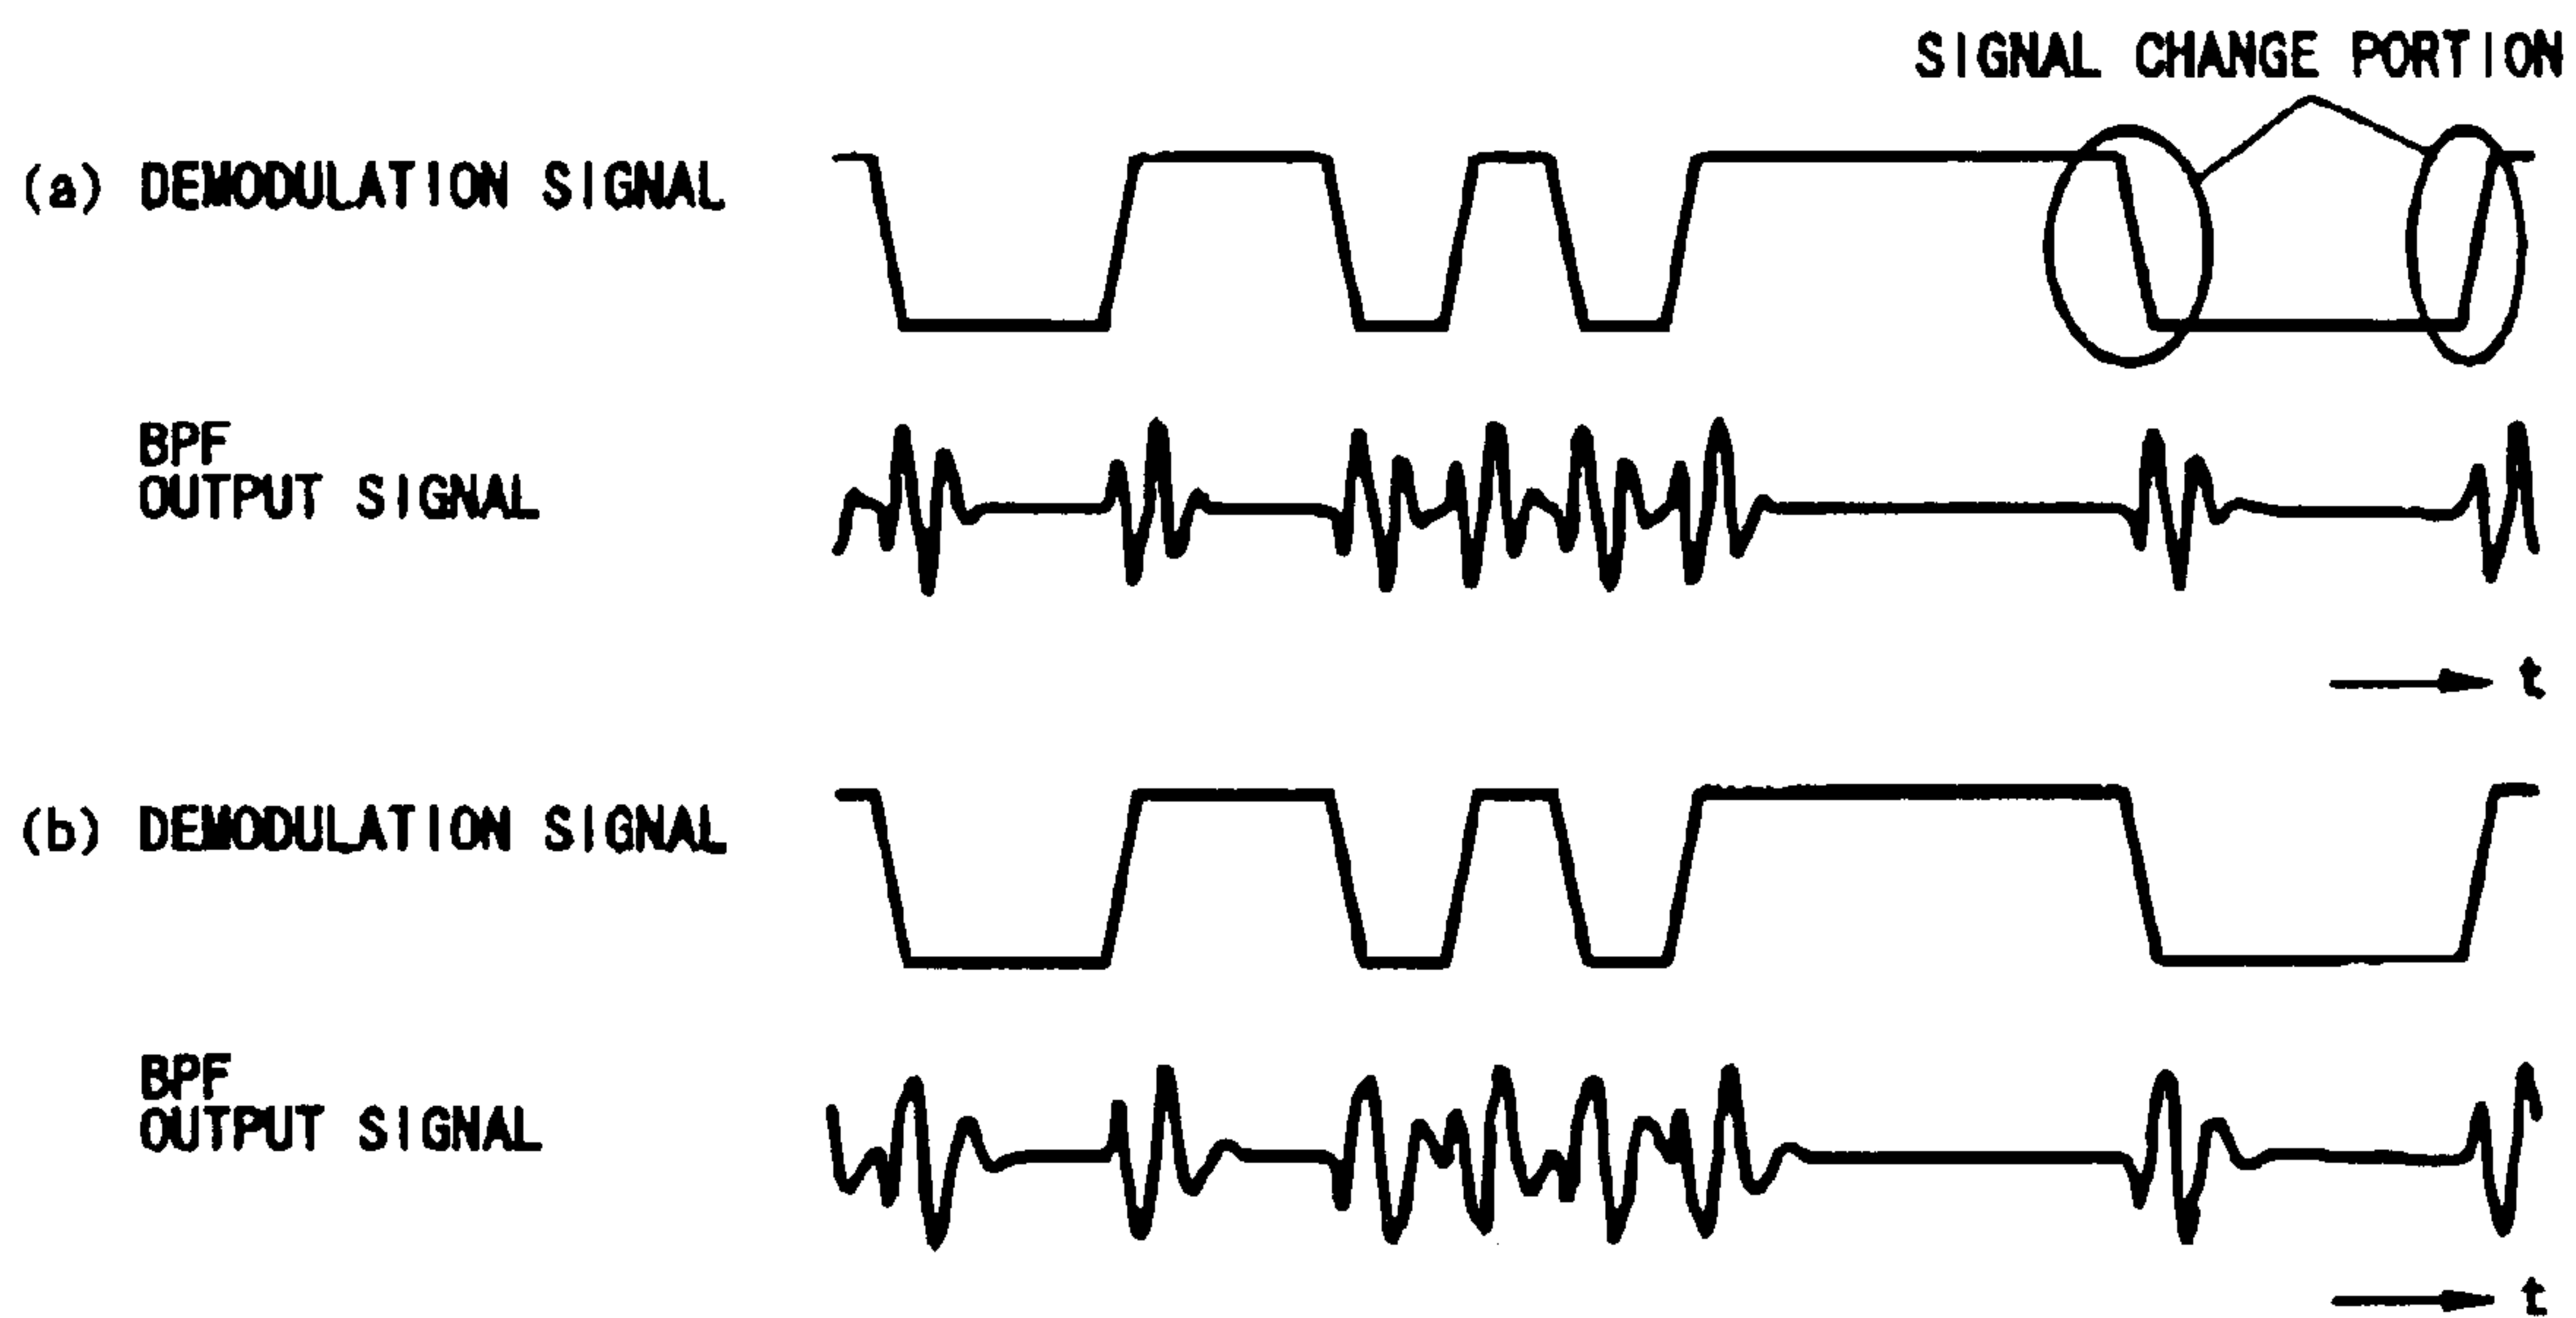 SIGNAL CHANGE PORTION
(a) DEMODULATION SIGNAL
BPF
OUTPUT SIGNAL
t
(b) DEMODULATION SIGNAL
BPF
OUTPUT SIGNAL
t